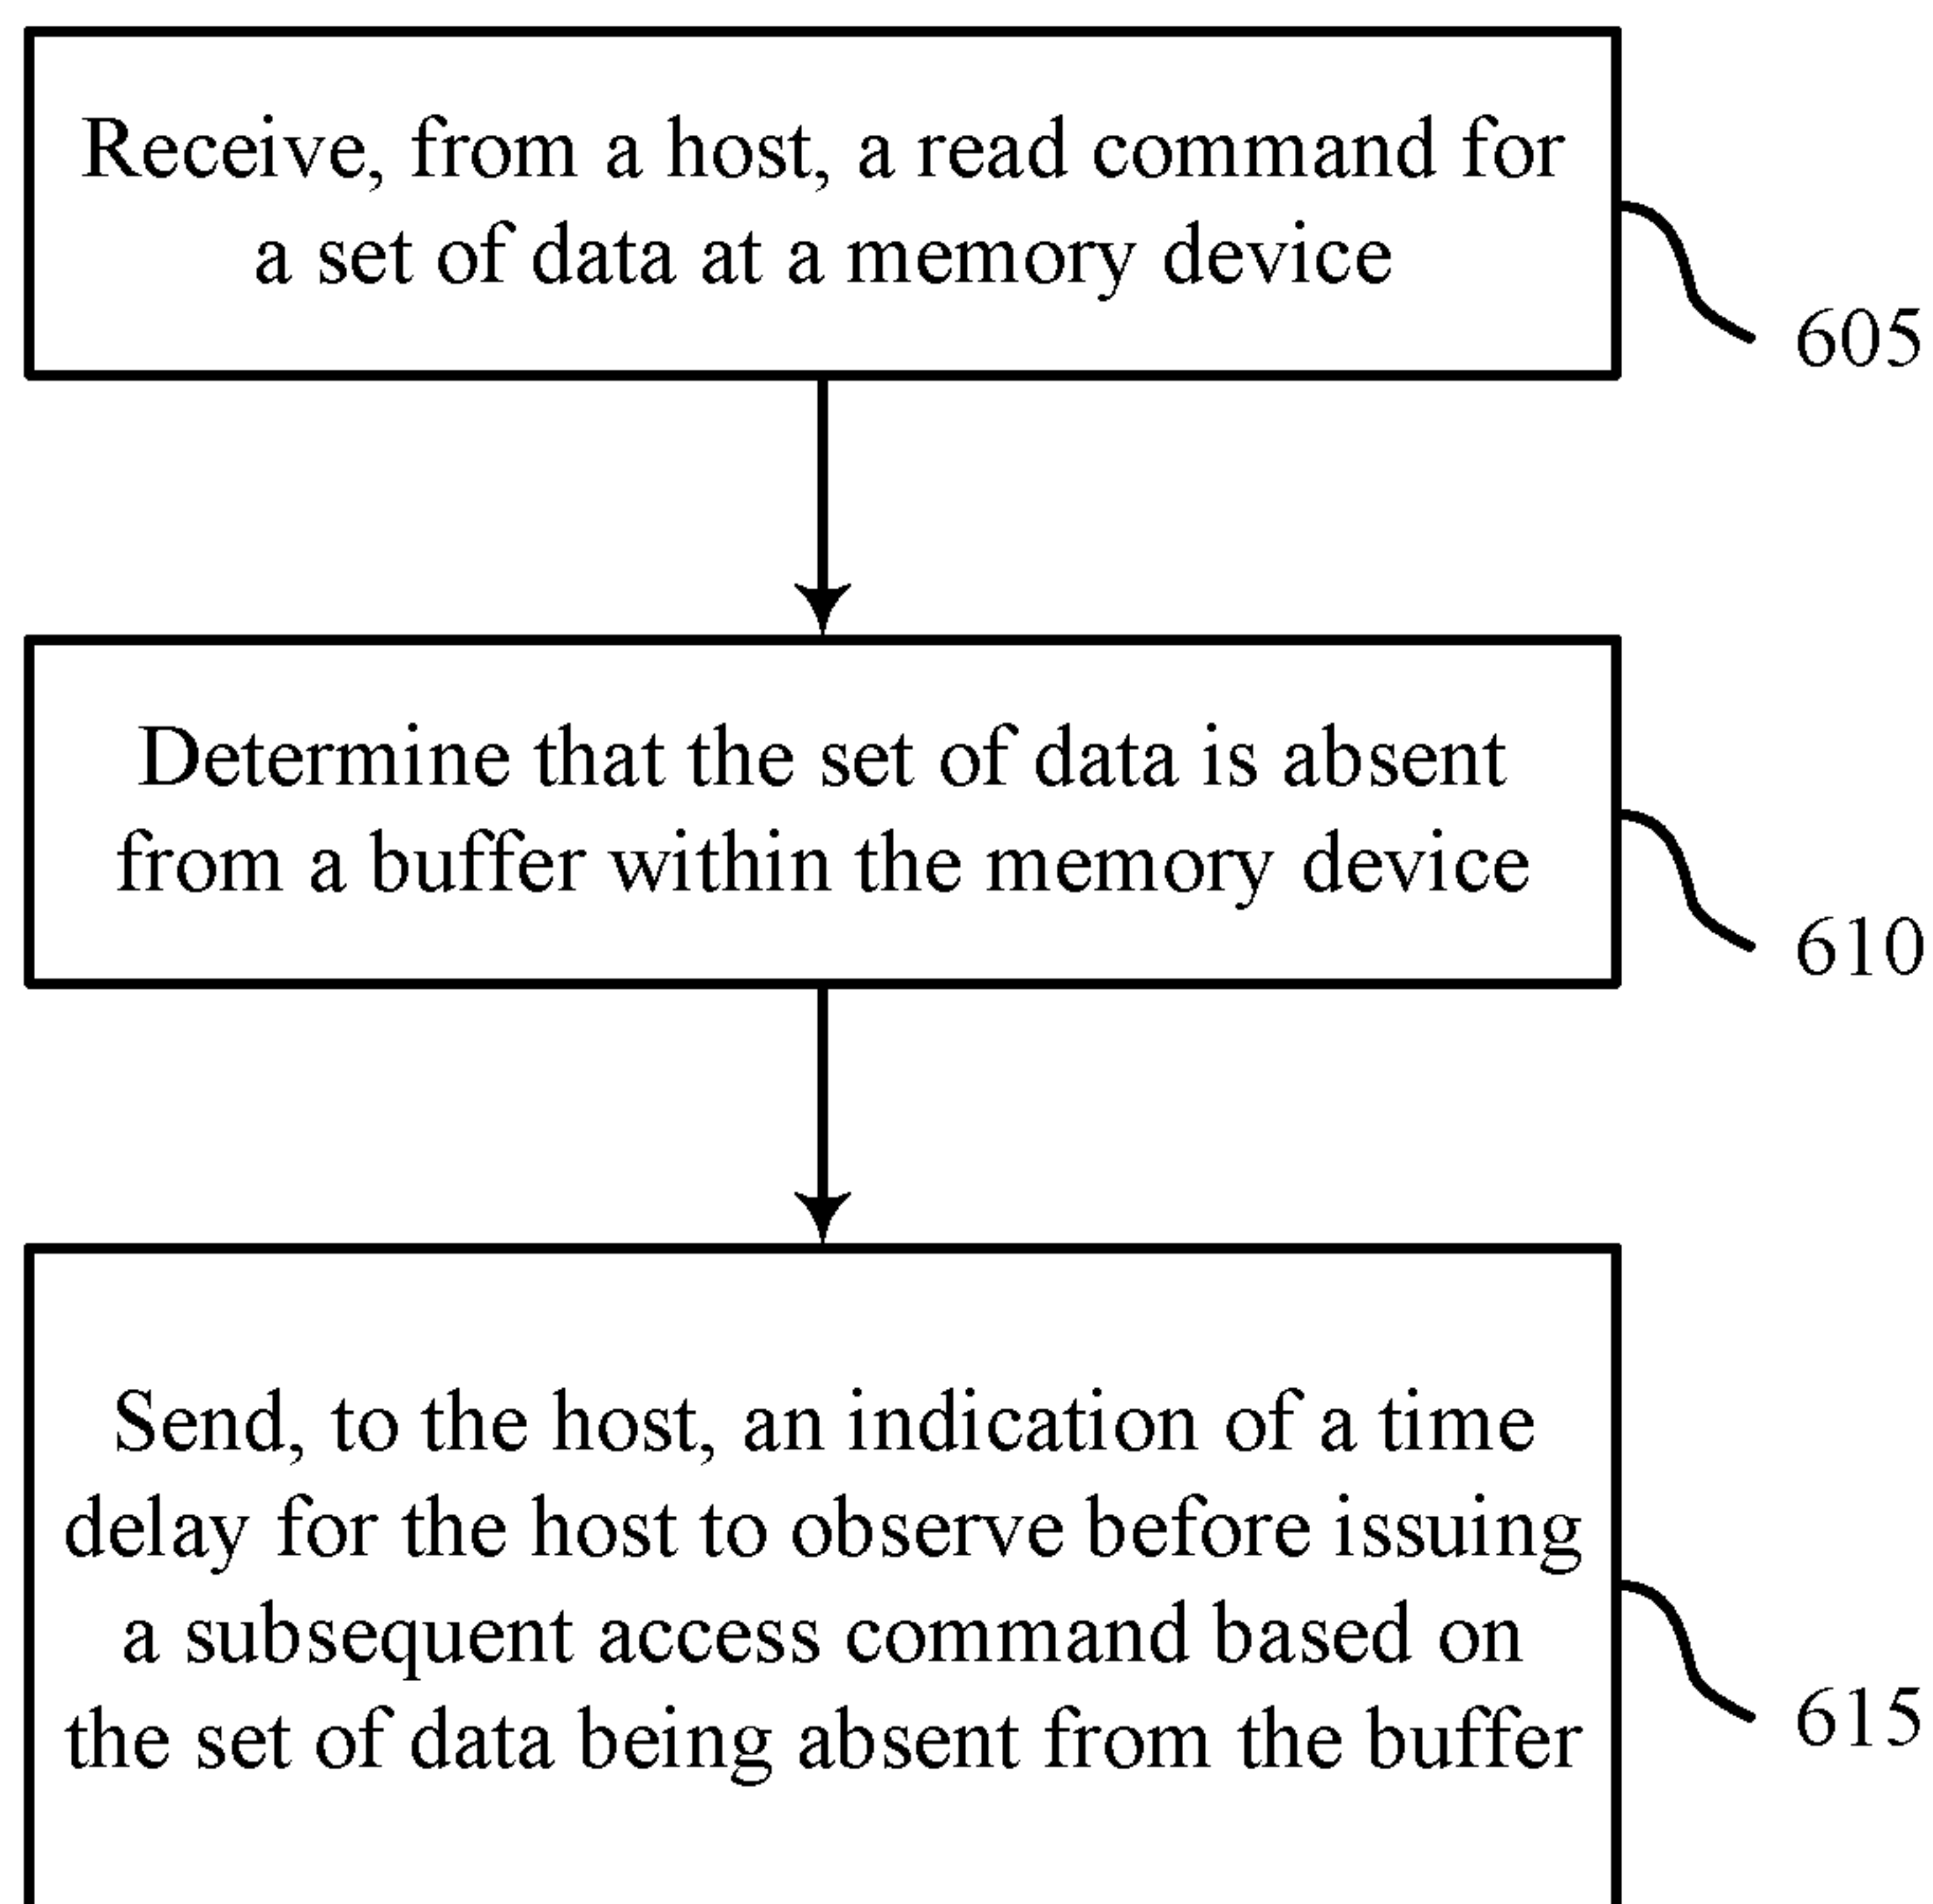 Receive, from a host, a read command for
a set of data at a memory device
605
Determine that the set of data is absent
from a buffer within the memory device
610
Send, to the host, an indication of a time
delay for the host to observe before issuing
a subsequent access command based on
the set of data being absent from the buffer
615